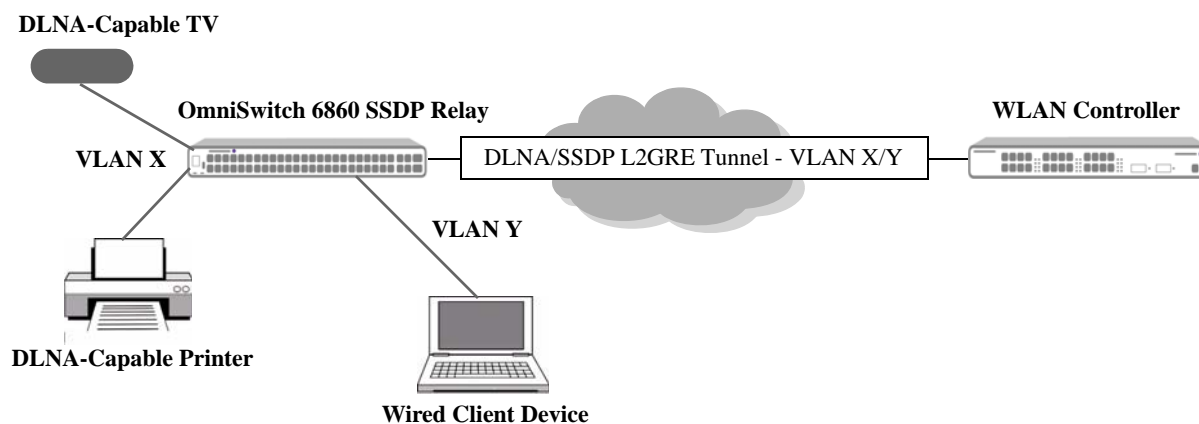 DLNA-Capable TV
OmniSwitch 6860 SSDP Relay
WLAN Controller
VLAN X
DLNA/SSDP L2GRE Tunnel - VLAN X/Y
VLAN Y
DLNA-Capable Printer
Wired Client Device